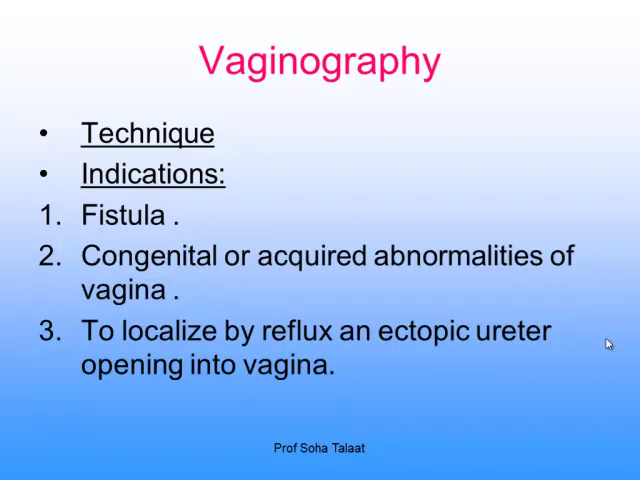 Vaginography
• Technique
• Indications:
1. Fistula .
2. Congenital or acquired abnormalities of
vagina .
3. To localize by reflux an ectopic ureter
opening into vagina.
Prof Soha Talaat